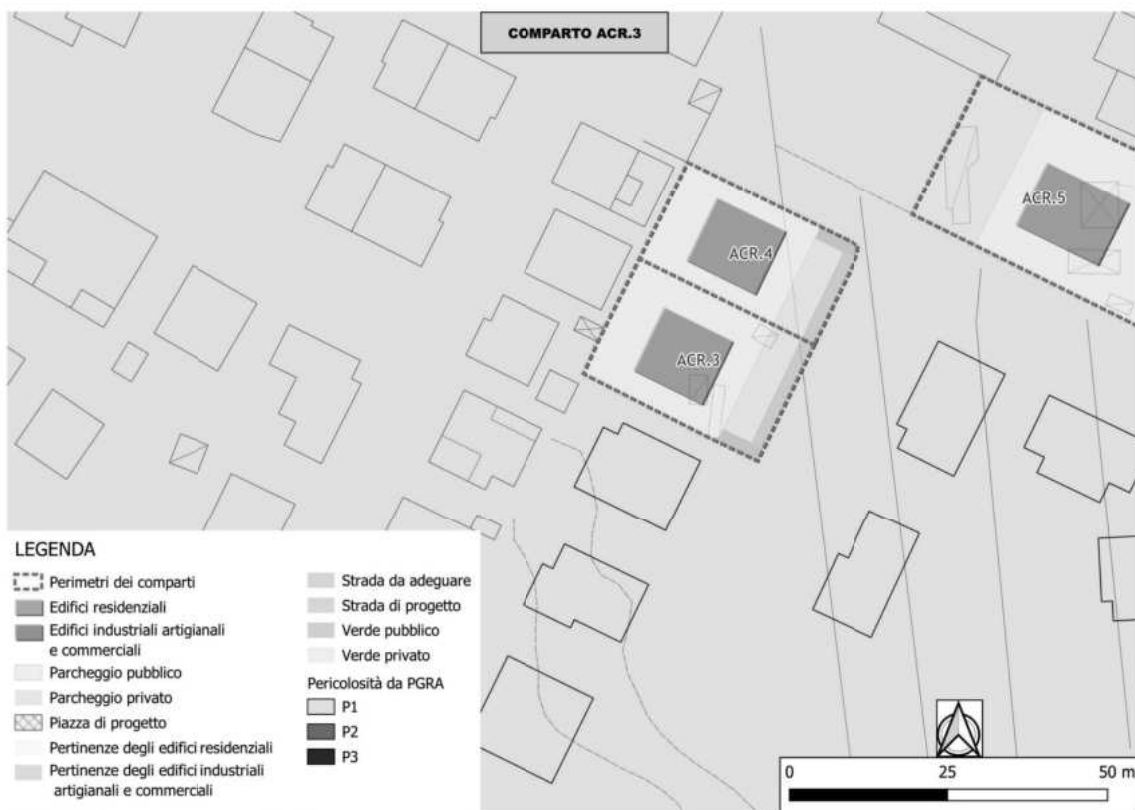 COMPARTO ACR.3
ACR.5
ACR.4
ACR.3
LEGENDA
Perimetri dei comparti
Edifici residenziali
Edifici industriali artigianali
e commerciali
Parcheggio pubblico
Parcheggio privato
Piazza di progetto
Pertinenze degli edifici residenziali
Pertinenze degli edifici industriali
artigianali e commerciali
Strada da adeguare
Strada di progetto
Verde pubblico
Verde privato
Pericolosità da PGRA
P1
P2
P3
0 25 50 m